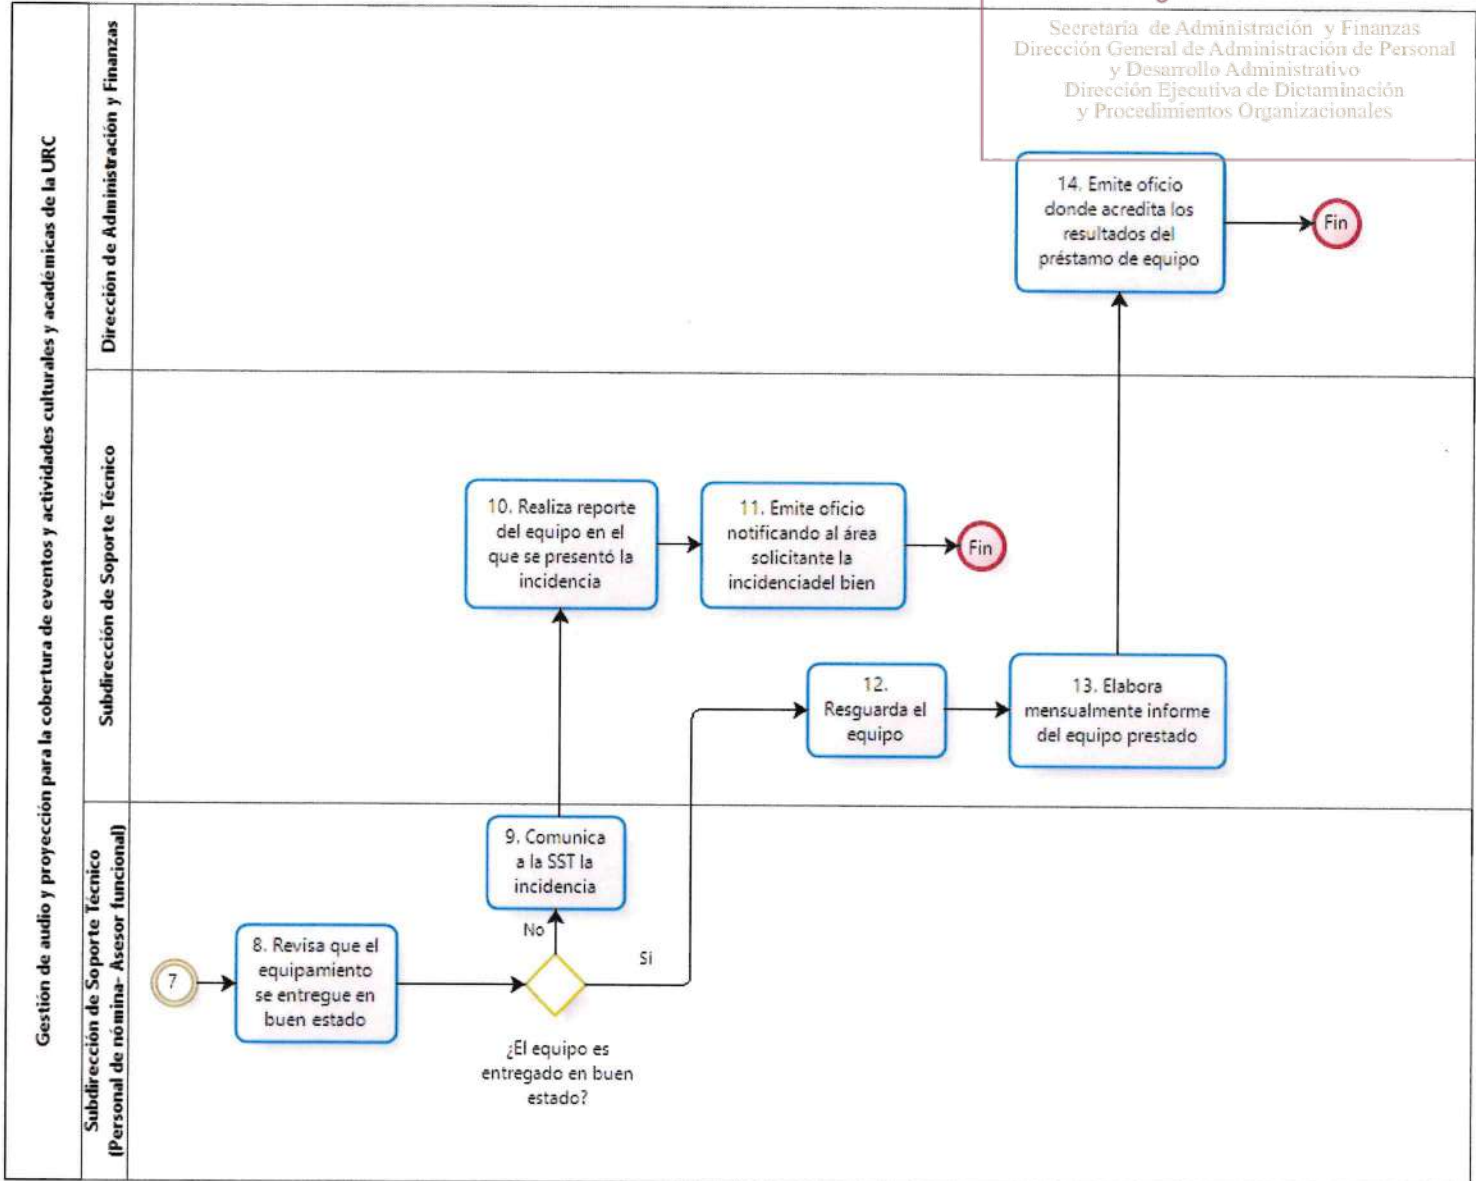 Secretaría de Administración y Finanzas
Dirección General de Administración de Personal
y Desarrollo Administrativo
Dirección Ejecutiva de Dictaminación
y Procedimientos Organizacionales
Gestión de audio y proyección para la cobertura de eventos y actividades culturales y académicas de la URC
Dirección de Administración y Finanzas
14. Emite oficio
donde acredita los
resultados del
préstamo de equipo
Fin
Subdirección de Soporte Técnico
10. Realiza reporte
del equipo en el
que se presentó la
incidencia
11. Emite oficio
notificando al área
solicitante la
incidenciadel bien
Fin
12.
Resguarda el
equipo
13. Elabora
mensualmente informe
del equipo prestado
Subdirección de Soporte Técnico
(Personal de nómina- Asesor funcional)
9. Comunica
a la SST la
incidencia
No
Si
7
8. Revisa que el
equipamiento
se entregue en
buen estado
¿El equipo es
entregado en buen
estado?